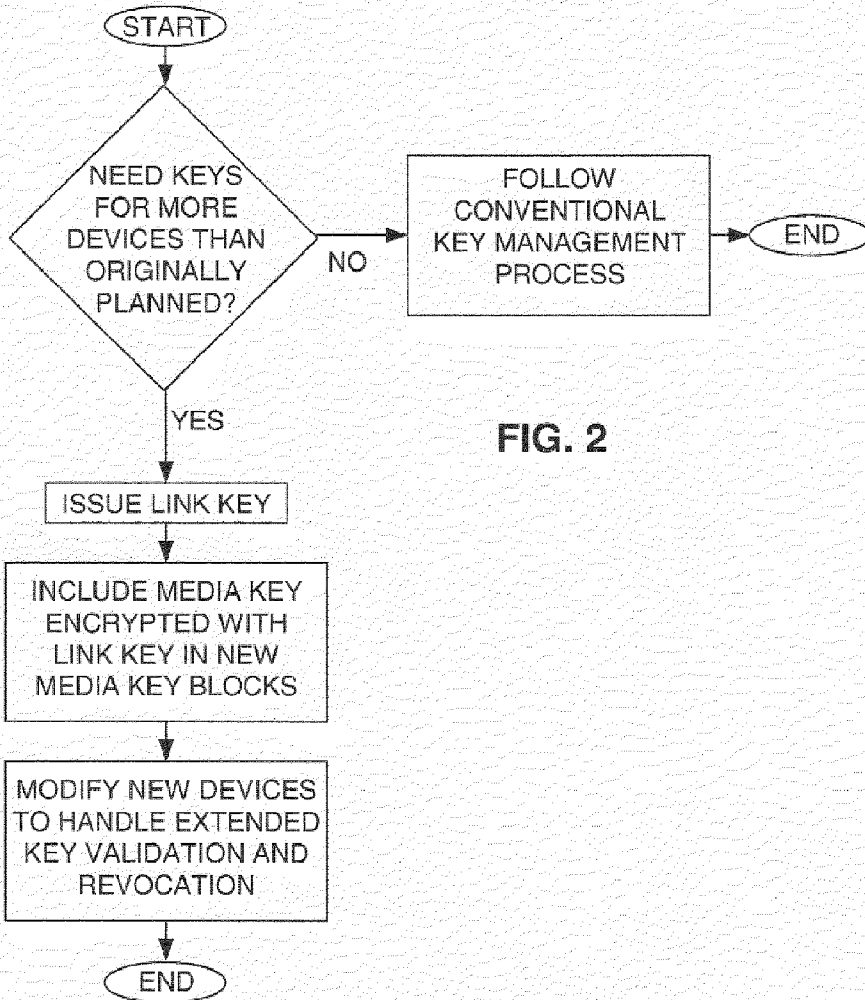 START
NEED KEYS
FOR MORE
DEVICES THAN
ORIGINALLY
PLANNED?
NO
FOLLOW
CONVENTIONAL
KEY MANAGEMENT
PROCESS
END
YES
FIG. 2
ISSUE LINK KEY
INCLUDE MEDIA KEY
ENCRYPTED WITH
LINK KEY IN NEW
MEDIA KEY BLOCKS
MODIFY NEW DEVICES
TO HANDLE EXTENDED
KEY VALIDATION AND
REVOCATION
END